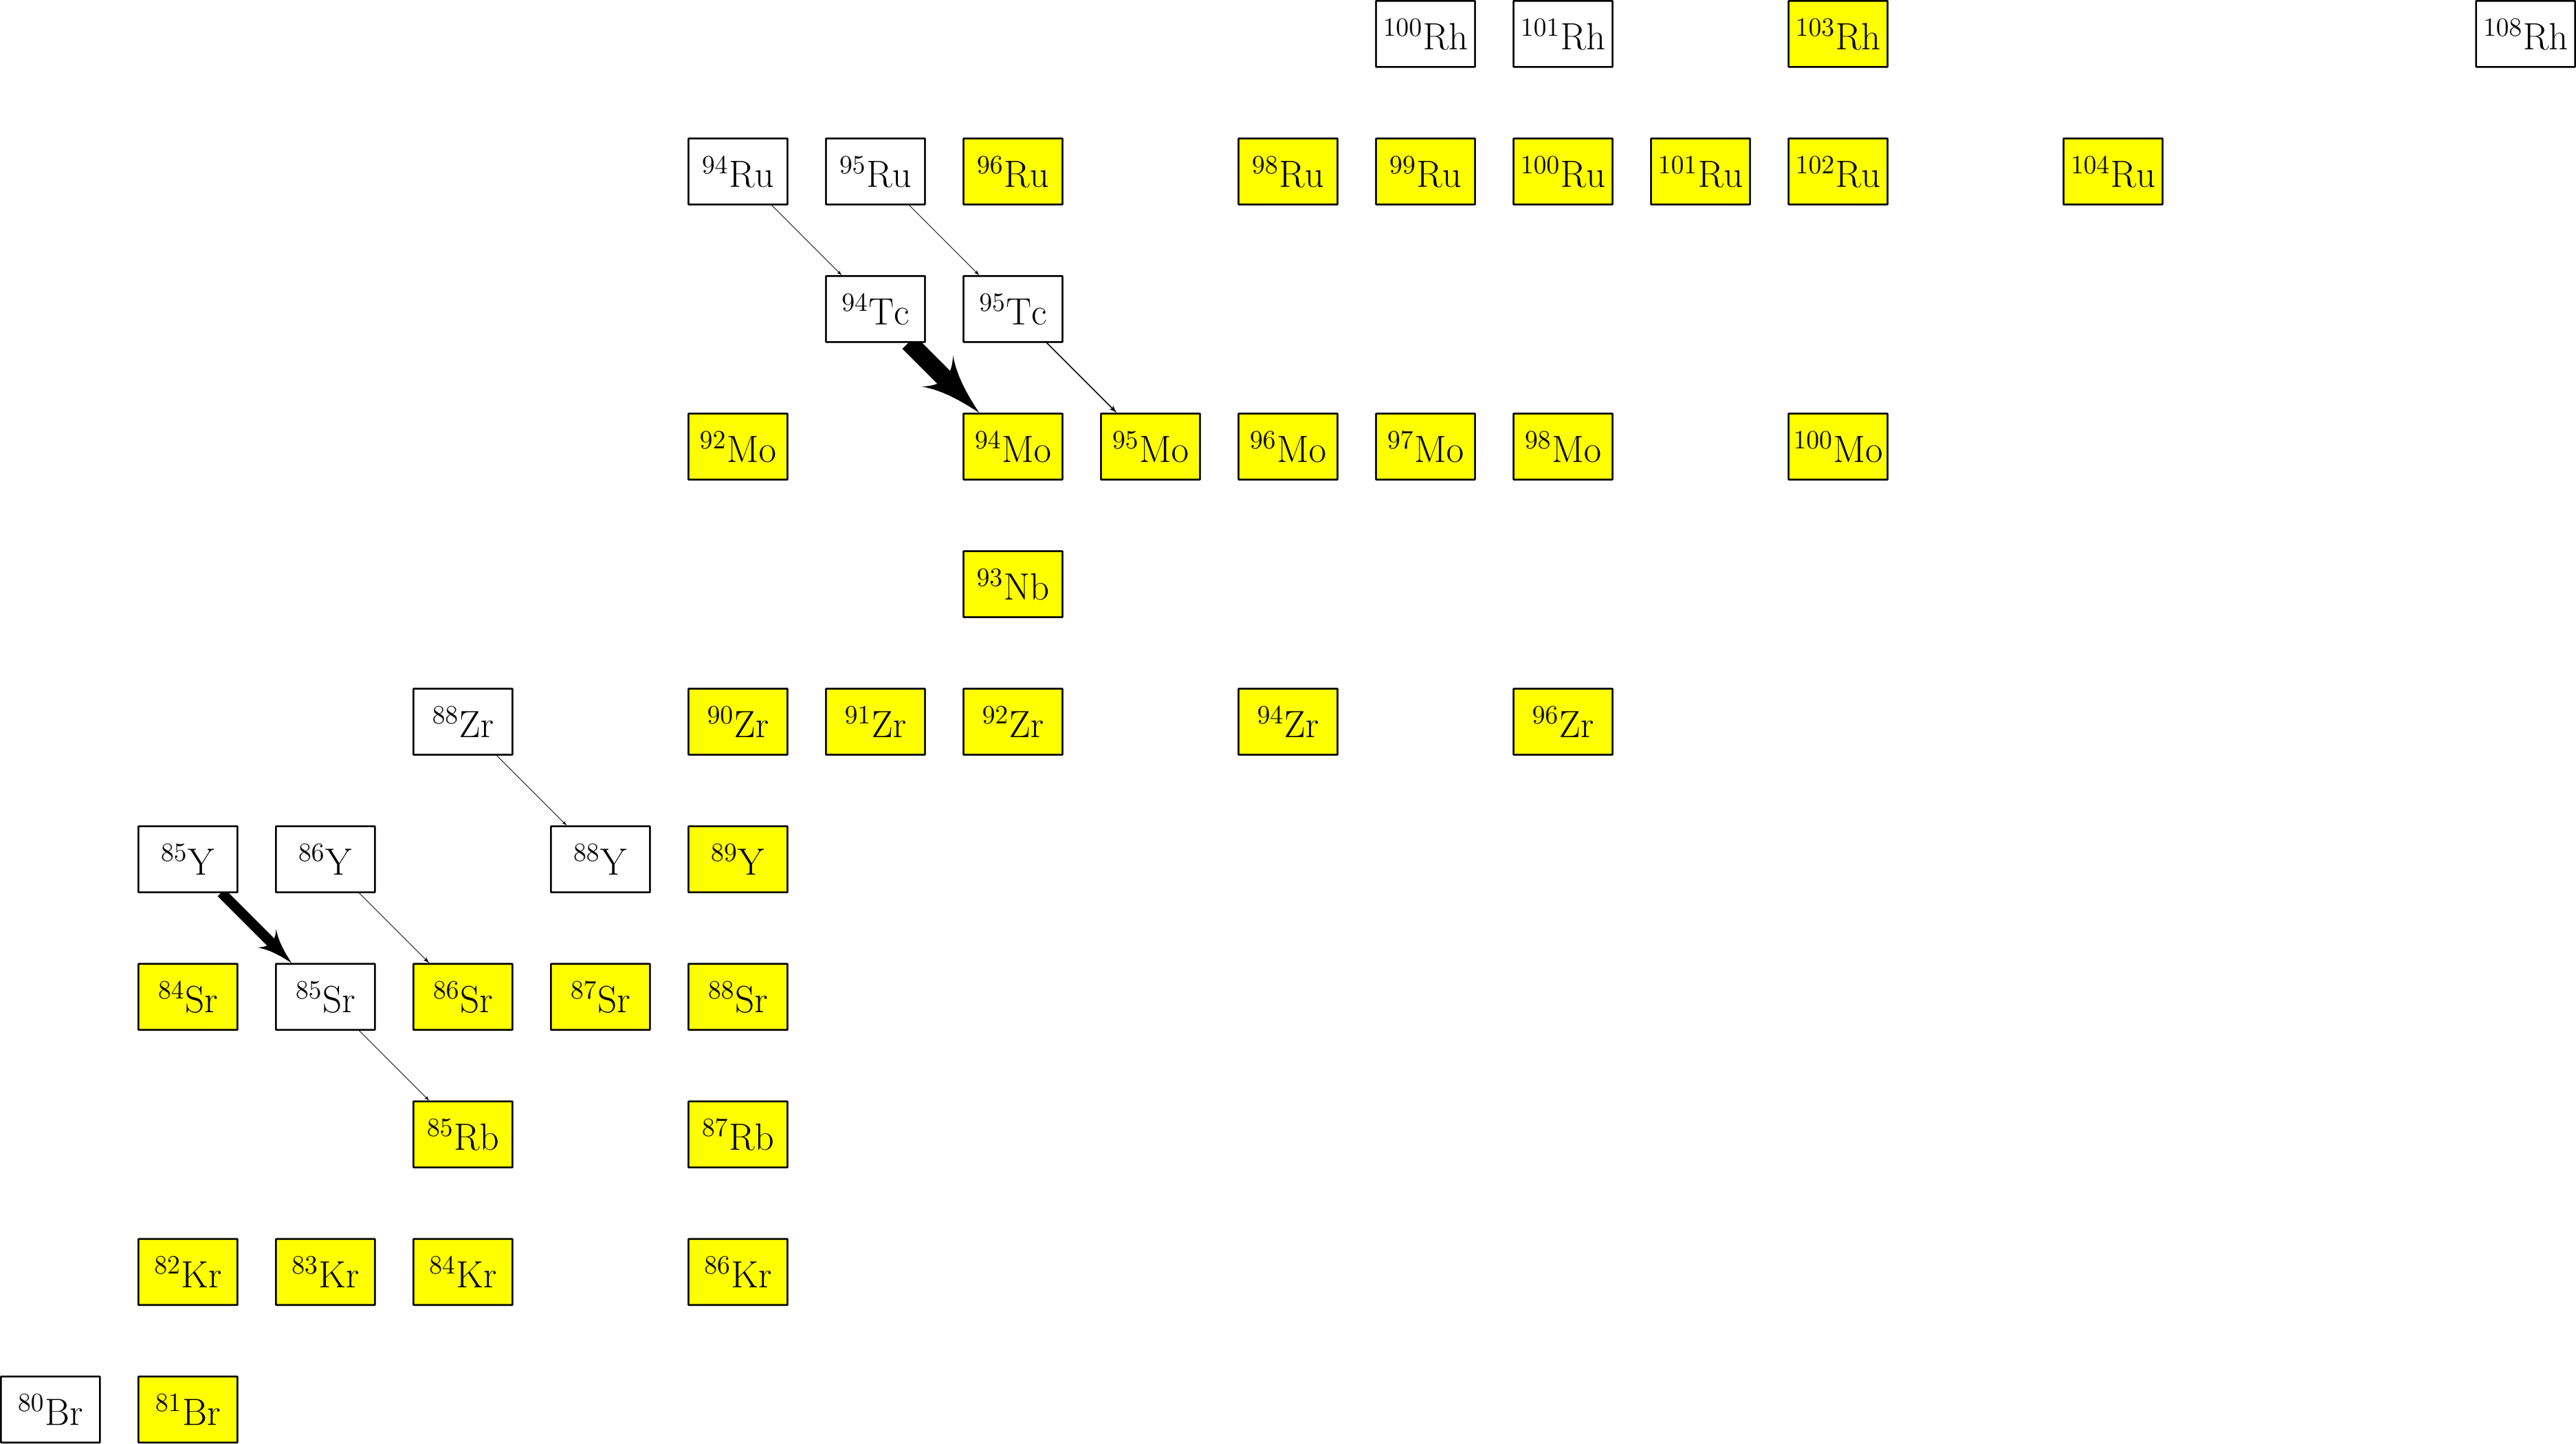 ¹⁰⁰Rh ¹⁰¹Rh ¹⁰³Rh ¹⁰⁸Rh
⁹⁴Ru ⁹⁵Ru ⁹⁶Ru ⁹⁸Ru ⁹⁹Ru ¹⁰⁰Ru ¹⁰¹Ru ¹⁰²Ru ¹⁰⁴Ru
⁹⁴Tc ⁹⁵Tc
⁹²Mo ⁹⁴Mo ⁹⁵Mo ⁹⁶Mo ⁹⁷Mo ⁹⁸Mo ¹⁰⁰Mo
⁹³Nb
⁸⁸Zr ⁹⁰Zr ⁹¹Zr ⁹²Zr ⁹⁴Zr ⁹⁶Zr
⁸⁵Y ⁸⁶Y ⁸⁸Y ⁸⁹Y
⁸⁴Sr ⁸⁵Sr ⁸⁶Sr ⁸⁷Sr ⁸⁸Sr
⁸⁵Rb ⁸⁷Rb
⁸²Kr ⁸³Kr ⁸⁴Kr ⁸⁶Kr
⁸⁰Br ⁸¹Br